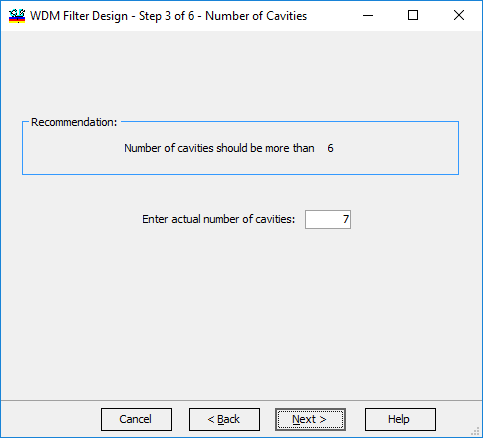 WDM Filter Design - Step 3 of 6 - Number of Cavities
Recommendation:
Number of cavities should be more than 6
Enter actual number of cavities: 7
Cancel < Back Next > Help